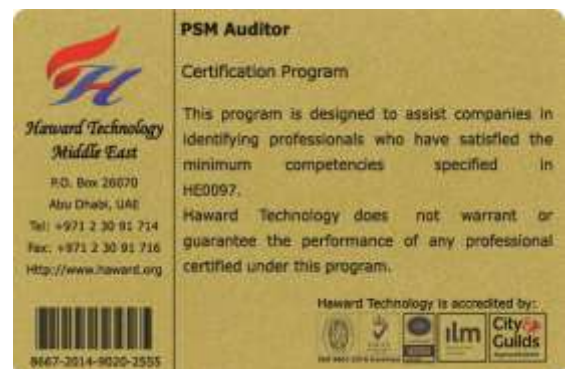 Haward Technology
Middle East
P.O. Box 26070
Abu Dhabi, UAE
Tel: +971 2 30 91 714
Fax: +971 2 30 91 716
Http://www.haward.org
8667-2014-9020-2555
PSM Auditor
Certification Program
This program is designed to assist companies in
identifying professionals who have satisfied the
minimum competencies specified in
HE0097.
Haward Technology does not warrant or
guarantee the performance of any professional
certified under this program.
Haward Technology is accredited by:
ilm
City&
Guilds